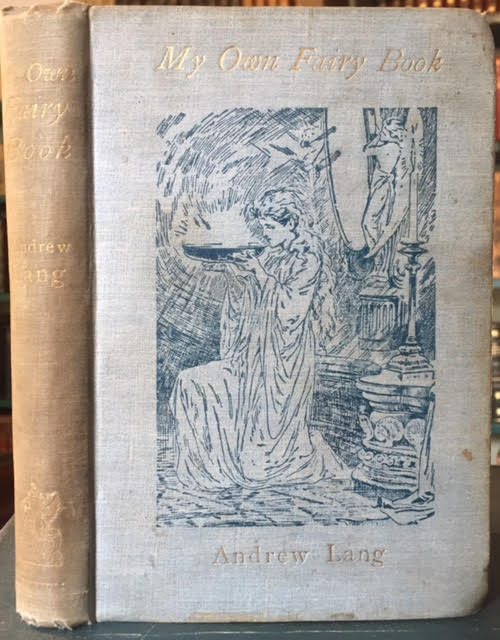 My Own Fairy Book
Andrew Lang
Own
Fairy
Book
Andrew
Lang